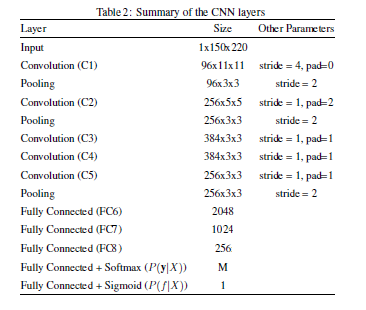 Table 2: Summary of the CNN layers
Layer Size Other Parameters
Input 1x150x220
Convolution (C1) 96x11x11 stride = 4, pad=0
Pooling 96x3x3 stride = 2
Convolution (C2) 256x5x5 stride = 1, pad=2
Pooling 256x3x3 stride = 2
Convolution (C3) 384x3x3 stride = 1, pad=1
Convolution (C4) 384x3x3 stride = 1, pad=1
Convolution (C5) 256x3x3 stride = 1, pad=1
Pooling 256x3x3 stride = 2
Fully Connected (FC6) 2048
Fully Connected (FC7) 1024
Fully Connected (FC8) 256
Fully Connected + Softmax (P(y|X)) M
Fully Connected + Sigmoid (P(f|X)) 1